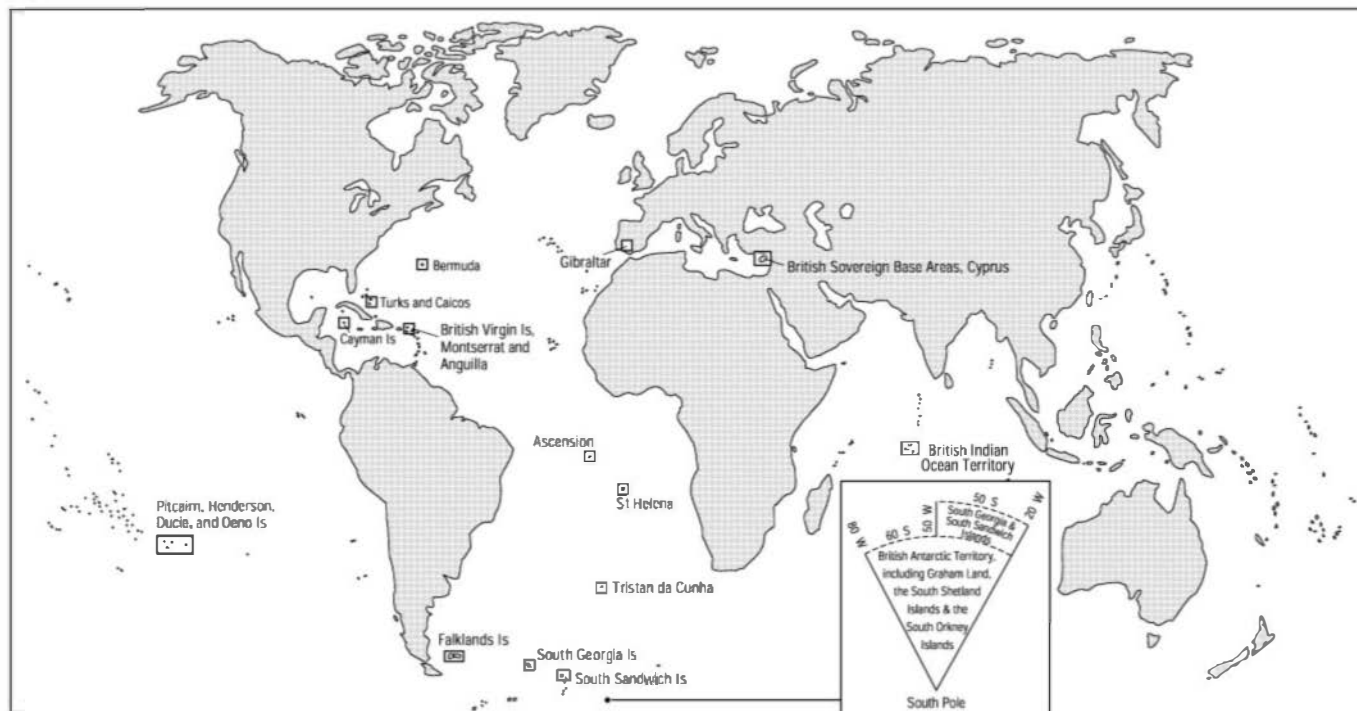 Bermuda
Gibraltar
British Sovereign Base Areas, Cyprus
Turks and Caicos
Cayman Is
British Virgin Is,
Montserrat and
Anguilla
Ascension
British Indian
Ocean Territory
St Helena
Pitcairn, Henderson,
Ducie, and Oeno Is
Tristan da Cunha
Falklands Is
South Georgia Is
South Sandwich Is
80 W
60 S
50 W
50 S
20 W
South Georgia &
South Sandwich
Islands
British Antarctic Territory,
including Graham Land,
the South Shetland
Islands & the
South Orkney
Islands
South Pole